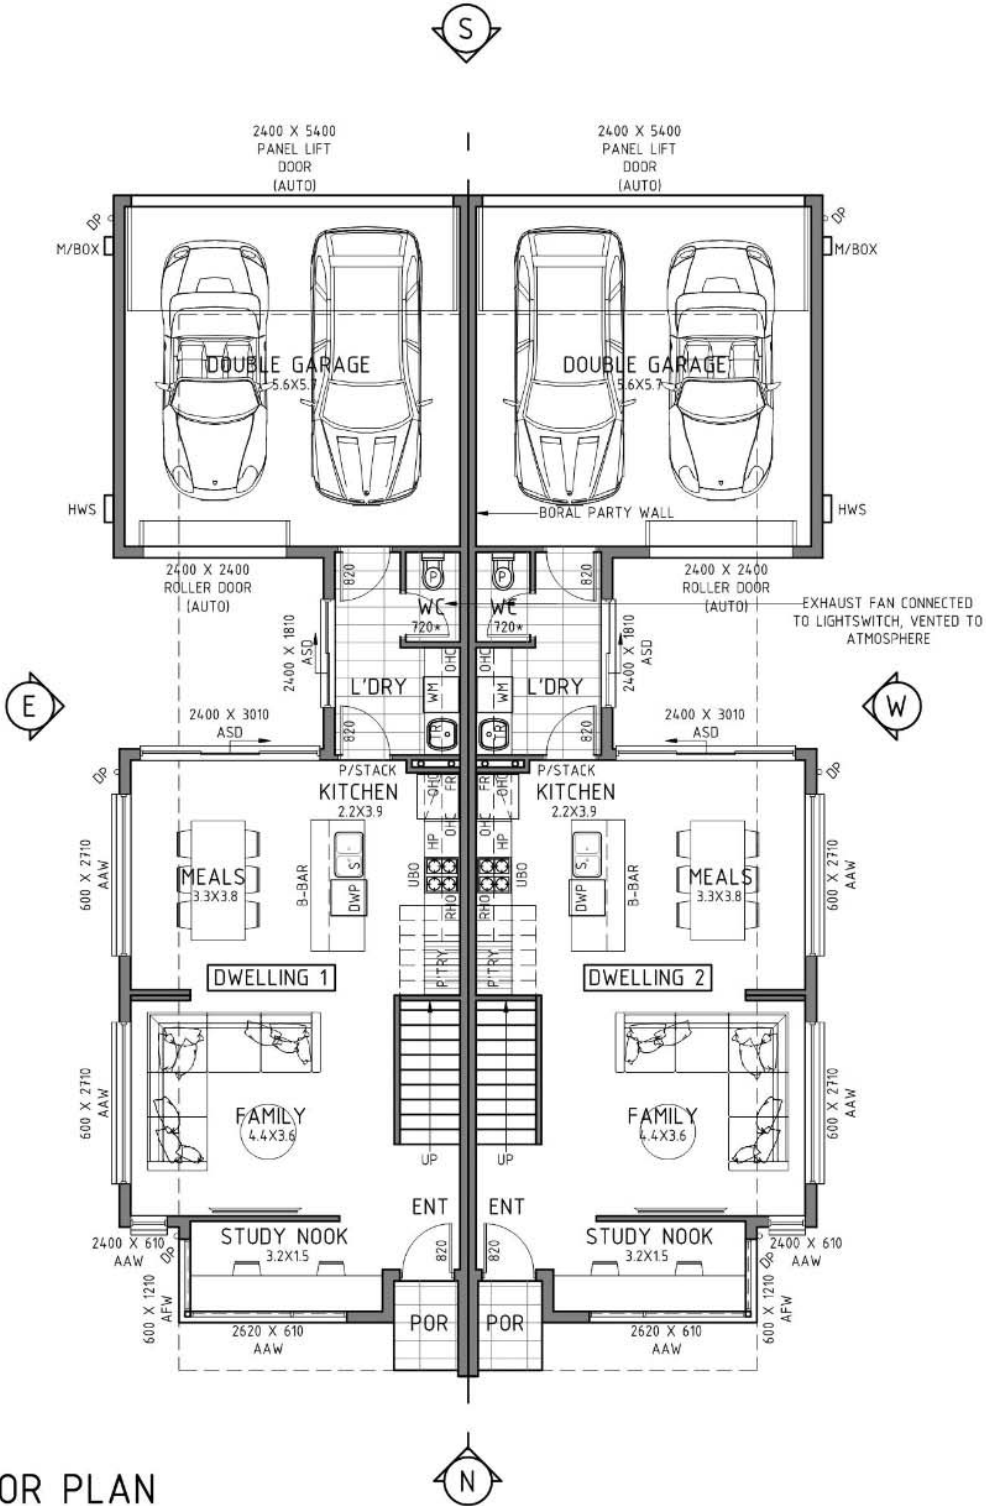 S
2400 X 5400
PANEL LIFT
DOOR
(AUTO)
2400 X 5400
PANEL LIFT
DOOR
(AUTO)
DP
M/BOX
DP
M/BOX
DOUBLE GARAGE
5.6X5.7
DOUBLE GARAGE
5.6X5.7
HWS
BORAL PARTY WALL
HWS
2400 X 2400
ROLLER DOOR
(AUTO)
820
P
WC
720*
P
WC
720*
820
2400 X 2400
ROLLER DOOR
(AUTO)
EXHAUST FAN CONNECTED
TO LIGHTSWITCH, VENTED TO
ATMOSPHERE
2400 X 1810
ASD
2400 X 1810
ASD
E
L'DRY
OHC
WM
TR
820
OHC
WM
TR
L'DRY
820
W
2400 X 3010
ASD
2400 X 3010
ASD
DP
P/STACK
KITCHEN
2.2X3.9
OHC
FR
OHC
HP
UBO
RHO
P'TRY
P/STACK
KITCHEN
2.2X3.9
FR
OHC
OHC
HP
UBO
RHO
P'TRY
DP
600 X 2710
AAW
MEALS
3.3X3.8
B-BAR
S
DWP
S
DWP
B-BAR
MEALS
3.3X3.8
600 X 2710
AAW
DWELLING 1
DWELLING 2
600 X 2710
AAW
FAMILY
4.4X3.6
UP
UP
FAMILY
4.4X3.6
600 X 2710
AAW
ENT
ENT
2400 X 610
AAW
DP
STUDY NOOK
3.2X1.5
820
820
STUDY NOOK
3.2X1.5
DP
2400 X 610
AAW
600 X 1210
AFW
2620 X 610
AAW
POR
POR
2620 X 610
AAW
600 X 1210
AFW
N
OR PLAN